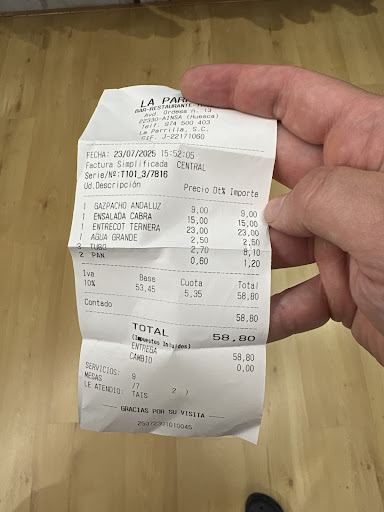 LA PAR
BAR-RESTAURANTE
Avd. Ordesa n. 13
22330-AINSA (Huesca)
Telf. 974 500 403
La Parrilla, S.C.
CIF. J-22171060
FECHA: 23/07/2025 15:52:05
Factura Simplificada CENTRAL
Serie/Nº:T101_3/7816
Ud.Descripción Precio Dt% Importe
1 GAZPACHO ANDALUZ 9,00 9,00
1 ENSALADA CABRA 15,00 15,00
1 ENTRECOT TERNERA 23,00 23,00
1 AGUA GRANDE 2,50 2,50
3 TUBO 2,70 8,10
2 PAN 0,60 1,20
Iva Base Cuota Total
10% 53,45 5,35 58,80
Contado 58,80
TOTAL 58,80
(Impuestos Incluidos)
ENTREGA 58,80
CAMBIO 0,00
SERVICIOS: 9
MESAS /7 2 )
LE ATENDIO: TAIS
GRACIAS POR SU VISITA
25072301010045